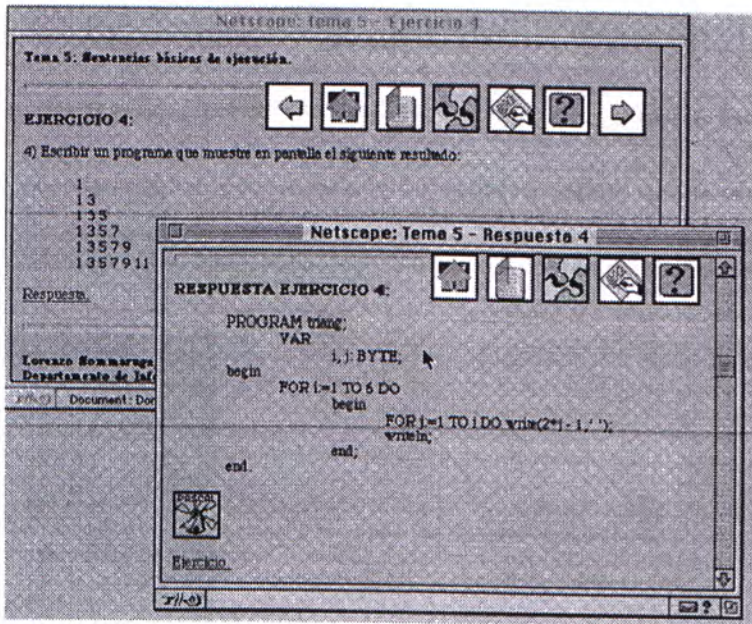 Netscape: Tema 5 - Ejercicio 4
Tema 5: Sentencias básicas de ejecución.
EJERCICIO 4:
4) Escribir un programa que muestre en pantalla el siguiente resultado:
1
1 3
1 3 5
1 3 5 7
1 3 5 7 9
1 3 5 7 9 11
Respuesta.
Lorenzo Sommaruga
Departamento de
Document:
Netscape: Tema 5 - Respuesta 4
RESPUESTA EJERCICIO 4:
PROGRAM triang;
VAR
i, j: BYTE;
begin
FOR i:=1 TO 6 DO
begin
FOR j:=1 TO i DO write(2*j - 1,' ');
writeln;
end;
end.
PASCAL
Ejercicio.